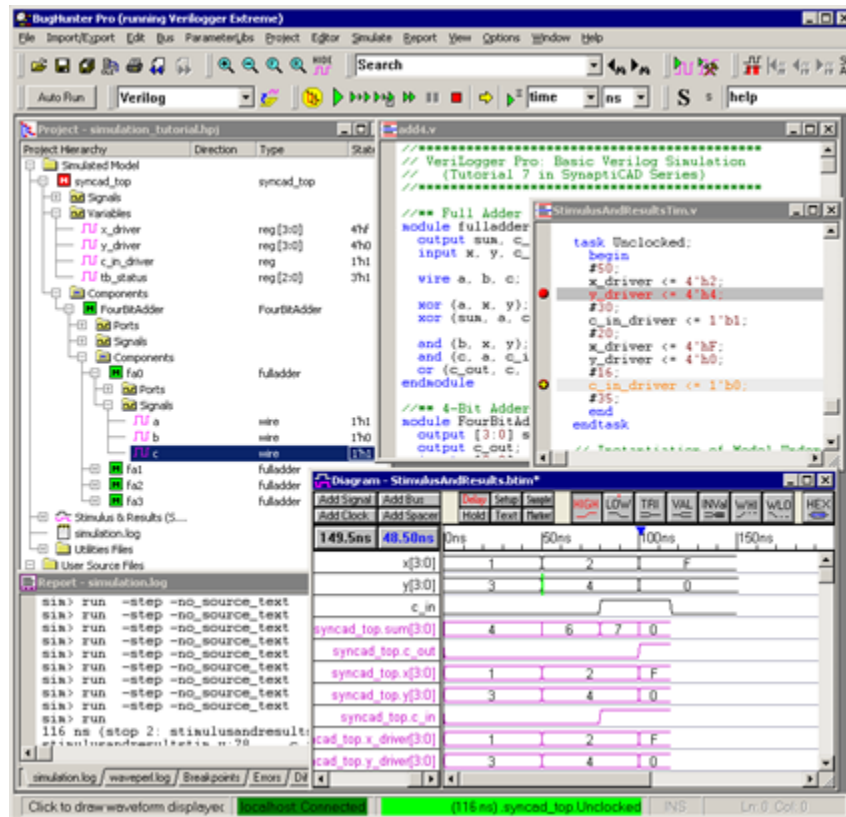 BugHunter Pro (running Verilogger Extreme)
File Import/Export Edit Bus ParameterLibs Project Editor Simulate Report View Options Window Help
HIDE Search
Auto Run Verilog time ns S s help
Project - simulation_tutorial.hpj
Project Hierarchy Direction Type State
Simulated Model
syncad_top syncad_top
Signals
Variables
x_driver reg [3:0] 4'hF
y_driver reg [3:0] 4'h0
c_in_driver reg 1'h1
tb_status reg [2:0] 3'h1
Components
FourBitAdder FourBitAdder
Ports
Signals
Components
fa0 fulladder
Ports
Signals
a wire 1'h1
b wire 1'h0
c wire 1'h1
fa1 fulladder
fa2 fulladder
fa3 fulladder
Stimulus & Results (S....
simulation.log
Utilities Files
User Source Files
add4.v
//*******************************************
// VeriLogger Pro: Basic Verilog Simulation
// (Tutorial 7 in SynaptiCAD Series)
//*******************************************
//** Full Adder
module fulladder
output sum, c_
input x, y, c_
wire a, b, c;
xor (a, x, y);
xor (sum, a, c
and (b, x, y);
and (c, a, c_i
or (c_out, c,
endmodule
//** 4-Bit Adder
module FourBitAd
output [3:0] s
output c_out;
StimulusAndResultsTim.v
task Unclocked;
begin
#50;
x_driver <= 4'h2;
y_driver <= 4'h4;
#30;
c_in_driver <= 1'b1;
#20;
x_driver <= 4'hF;
y_driver <= 4'h0;
#16;
c_in_driver <= 1'b0;
#35;
end
endtask
// Instantiation of Model Under
Report - simulation.log
sim> run -step -no_source_text
sim> run -step -no_source_text
sim> run -step -no_source_text
sim> run -step -no_source_text
sim> run -step -no_source_text
sim> run -step -no_source_text
sim> run -step -no_source_text
sim> run
116 ns (stop 2: stimulusandresults
simulation.log waveperl.log Breakpoints Errors Dif
Diagram - StimulusAndResults.btim*
Add Signal Add Bus Delay Setup Sample HIGH LOW TRI VAL INVal WHI WLO HEX
Add Clock Add Spacer Hold Text Marker
149.5ns 48.50ns 0ns 50ns 100ns 150ns
x[3:0] 1 2 F
y[3:0] 3 4 0
c_in
syncad_top.sum[3:0] 4 6 7 0
syncad_top.c_out
syncad_top.x[3:0] 1 2 F
syncad_top.y[3:0] 3 4 0
syncad_top.c_in
cad_top.x_driver[3:0] 1 2 F
cad_top.y_driver[3:0] 3 4 0
Click to draw waveform displayec localhost:Connected (116 ns) .syncad_top.Unclocked INS Ln:0 Col:0